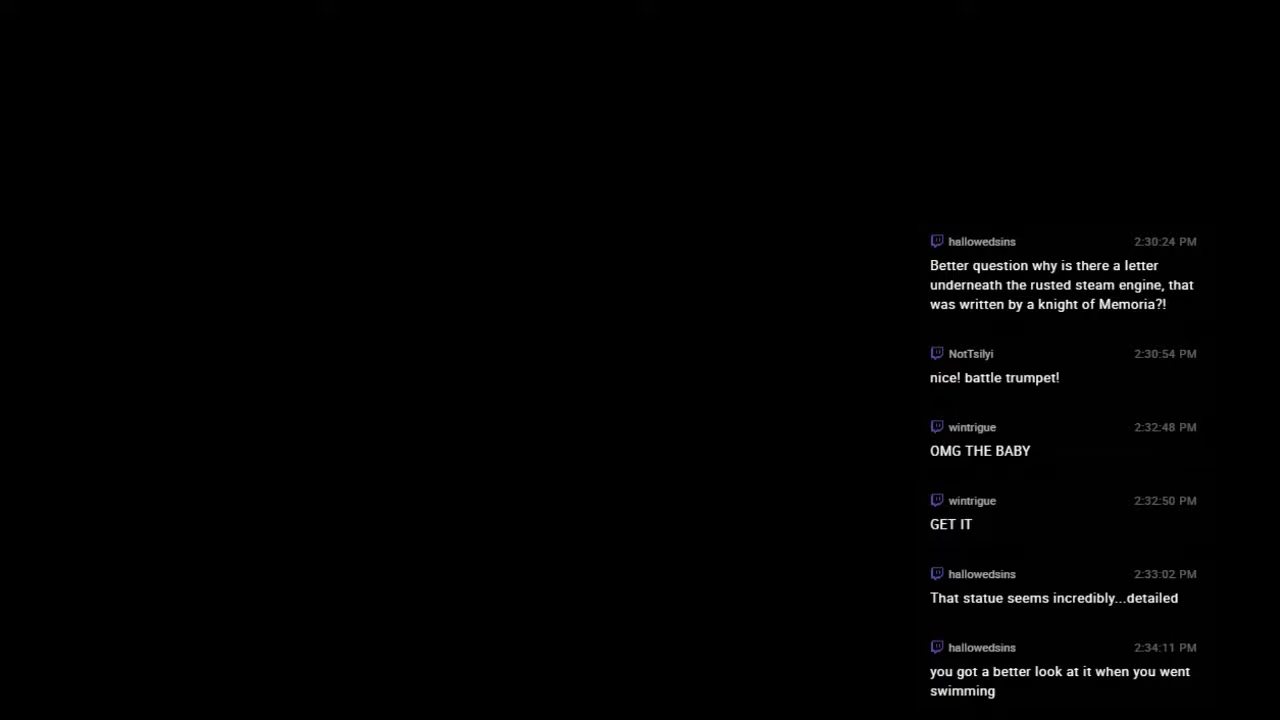 hallowedsins 2:30:24 PM
Better question why is there a letter
underneath the rusted steam engine, that
was written by a knight of Memoria?!
NotTsilyi 2:30:54 PM
nice! battle trumpet!
wintrigue 2:32:48 PM
OMG THE BABY
wintrigue 2:32:50 PM
GET IT
hallowedsins 2:33:02 PM
That statue seems incredibly...detailed
hallowedsins 2:34:11 PM
you got a better look at it when you went
swimming